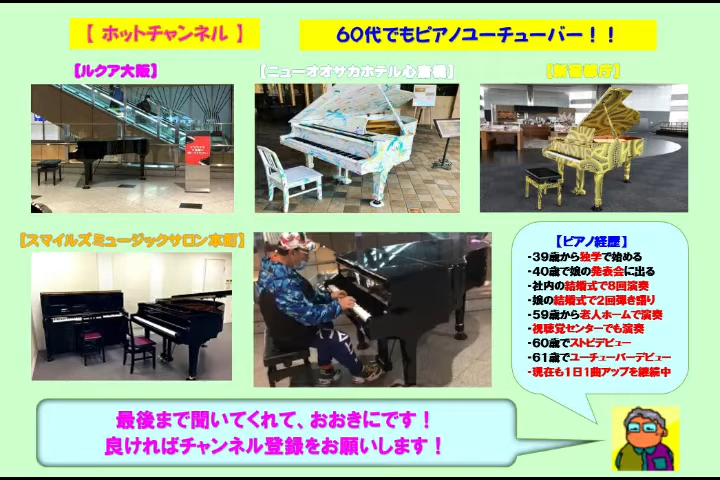 【 ホットチャンネル 】
60代でもピアノユーチューバー！！
【ルクア大阪】
【ニューオオサカホテル心斎橋】
【新宿都庁】
【スマイルズミュージックサロン本町】
【ピアノ経歴】
・39歳から独学で始める
・40歳で娘の発表会に出る
・社内の結婚式で8回演奏
・娘の結婚式で2回弾き語り
・59歳から老人ホームで演奏
・視聴覚センターでも演奏
・60歳でストピデビュー
・61歳でユーチューバーデビュー
・現在も1日1曲アップを継続中
最後まで聞いてくれて、おおきにです！
良ければチャンネル登録をお願いします！